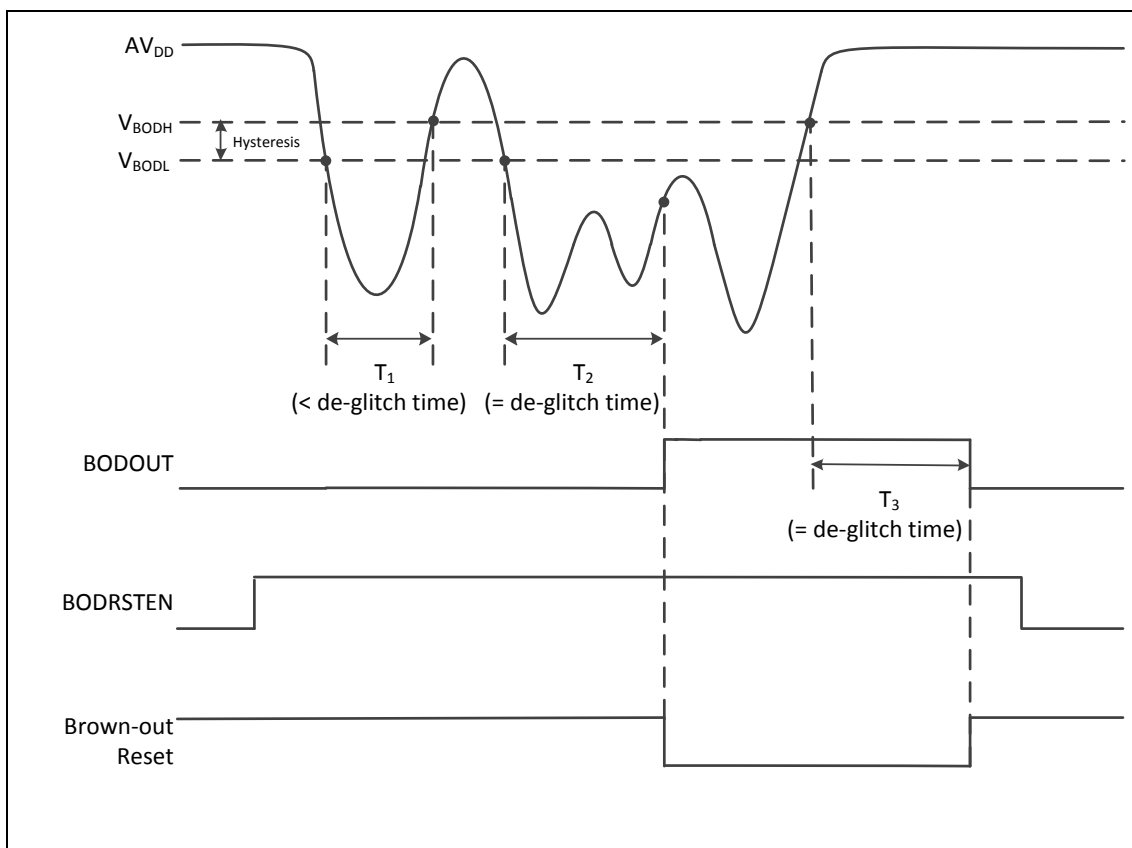 AVDD
VBODH
Hysteresis
VBODL
T1
(< de-glitch time)
T2
(= de-glitch time)
BODOUT
T3
(= de-glitch time)
BODRSTEN
Brown-out
Reset